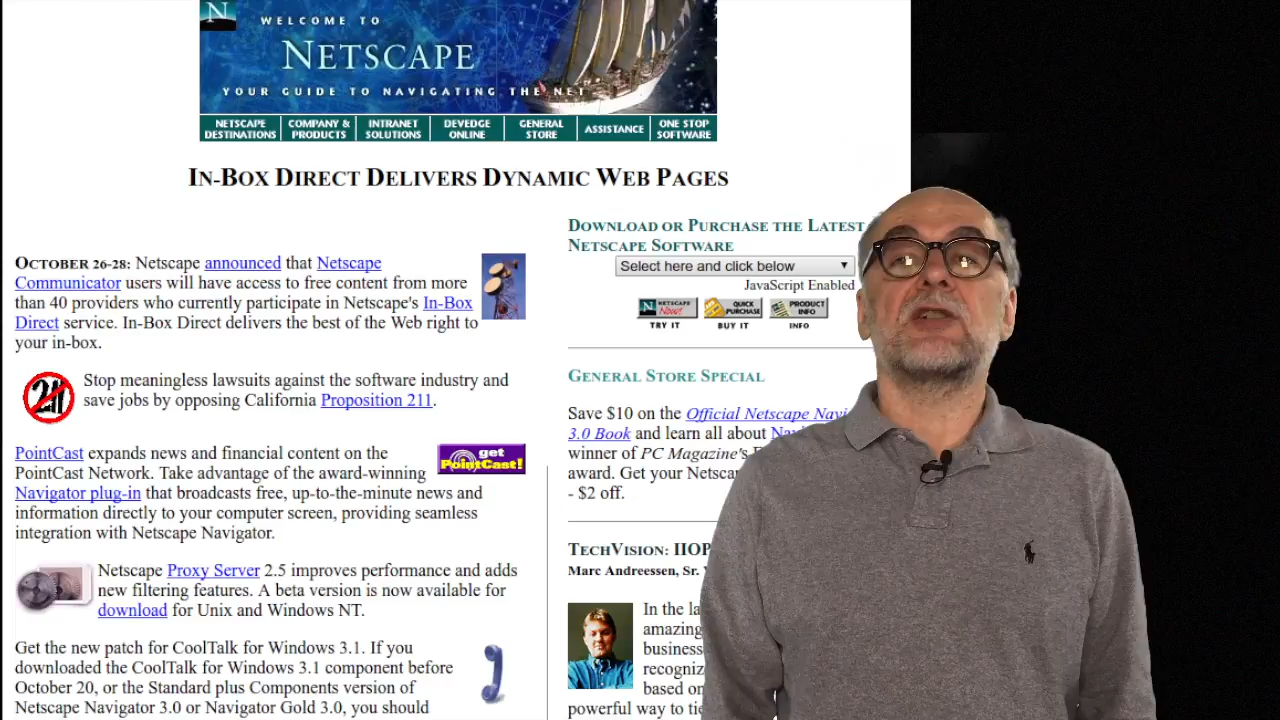 N
WELCOME TO
NETSCAPE
YOUR GUIDE TO NAVIGATING THE NET
NETSCAPE DESTINATIONS
COMPANY & PRODUCTS
INTRANET SOLUTIONS
DEVEDGE ONLINE
GENERAL STORE
ASSISTANCE
ONE STOP SOFTWARE
IN-BOX DIRECT DELIVERS DYNAMIC WEB PAGES
OCTOBER 26-28: Netscape announced that Netscape
Communicator users will have access to free content from more
than 40 providers who currently participate in Netscape's In-Box
Direct service. In-Box Direct delivers the best of the Web right to
your in-box.
211
Stop meaningless lawsuits against the software industry and
save jobs by opposing California Proposition 211.
PointCast expands news and financial content on the
PointCast Network. Take advantage of the award-winning
Navigator plug-in that broadcasts free, up-to-the-minute news and
information directly to your computer screen, providing seamless
integration with Netscape Navigator.
get
PointCast!
Netscape Proxy Server 2.5 improves performance and adds
new filtering features. A beta version is now available for
download for Unix and Windows NT.
Get the new patch for CoolTalk for Windows 3.1. If you
downloaded the CoolTalk for Windows 3.1 component before
October 20, or the Standard plus Components version of
Netscape Navigator 3.0 or Navigator Gold 3.0, you should
DOWNLOAD OR PURCHASE THE LATEST
NETSCAPE SOFTWARE
Select here and click below
JavaScript Enabled
N NETSCAPE Now!
QUICK PURCHASE
PRODUCT INFO
TRY IT
BUY IT
INFO
GENERAL STORE SPECIAL
Save $10 on the Official Netscape Navi
3.0 Book and learn all about Na
winner of PC Magazine's
award. Get your Netsca
- $2 off.
TECHVISION: IIOP
Marc Andreessen, Sr.
In the la
amazing
business
recogniz
based on
powerful way to tie